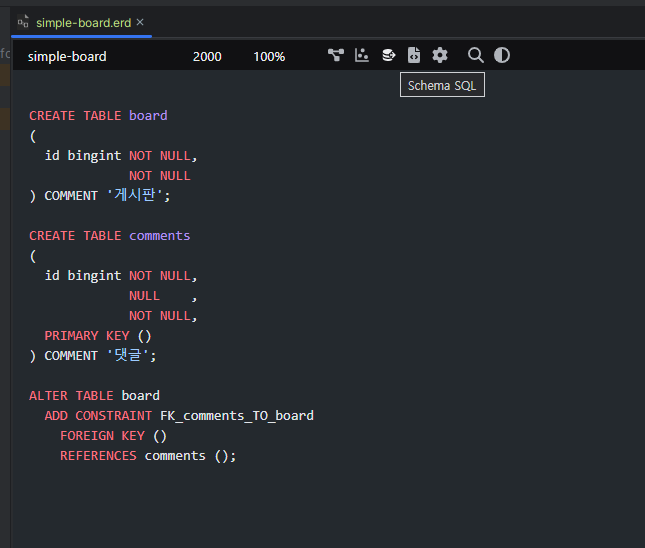 simple-board.erd
simple-board 2000 100%
Schema SQL
CREATE TABLE board
(
id bingint NOT NULL,
NOT NULL
) COMMENT '게시판';
CREATE TABLE comments
(
id bingint NOT NULL,
NULL ,
NOT NULL,
PRIMARY KEY ()
) COMMENT '댓글';
ALTER TABLE board
ADD CONSTRAINT FK_comments_TO_board
FOREIGN KEY ()
REFERENCES comments ();